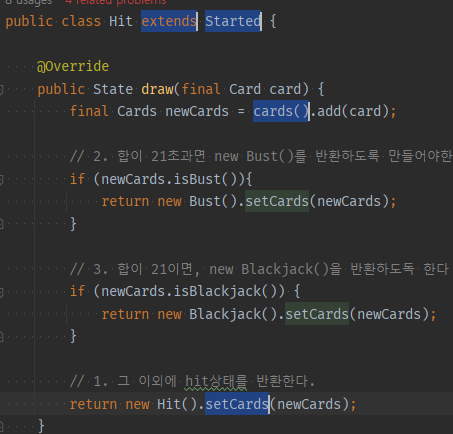 8 usages 4 related problems
public class Hit extends Started {
@Override
public State draw(final Card card) {
final Cards newCards = cards().add(card);
// 2. 합이 21초과면 new Bust()를 반환하도록 만들어야한
if (newCards.isBust()){
return new Bust().setCards(newCards);
}
// 3. 합이 21이면, new Blackjack()을 반환하도독 한다
if (newCards.isBlackjack()) {
return new Blackjack().setCards(newCards);
}
// 1. 그 이외에 hit상태를 반환한다.
return new Hit().setCards(newCards);
}